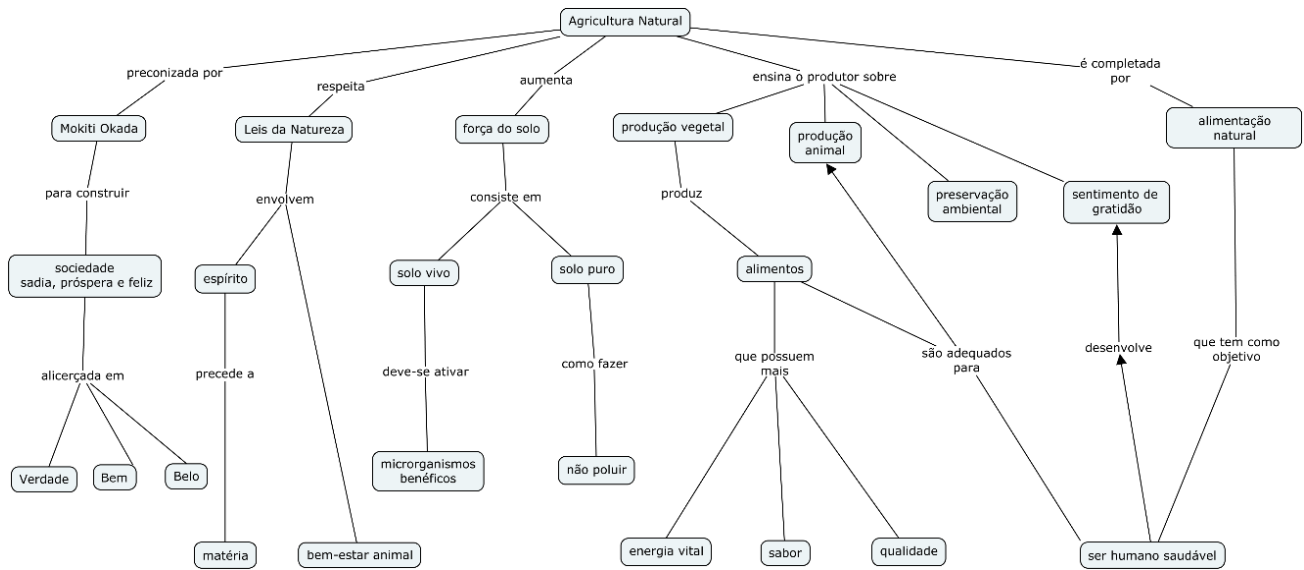 Agricultura Natural
preconizada por
respeita
aumenta
ensina o produtor sobre
é completada
por
Mokiti Okada
Leis da Natureza
força do solo
produção vegetal
produção
animal
alimentação
natural
para construir
envolvem
consiste em
produz
preservação
ambiental
sentimento de
gratidão
sociedade
sadia, próspera e feliz
espírito
solo vivo
solo puro
alimentos
alicerçada em
precede a
deve-se ativar
como fazer
que possuem
mais
são adequados
para
desenvolve
que tem como
objetivo
Verdade
Bem
Belo
microrganismos
benéficos
não poluir
matéria
bem-estar animal
energia vital
sabor
qualidade
ser humano saudável